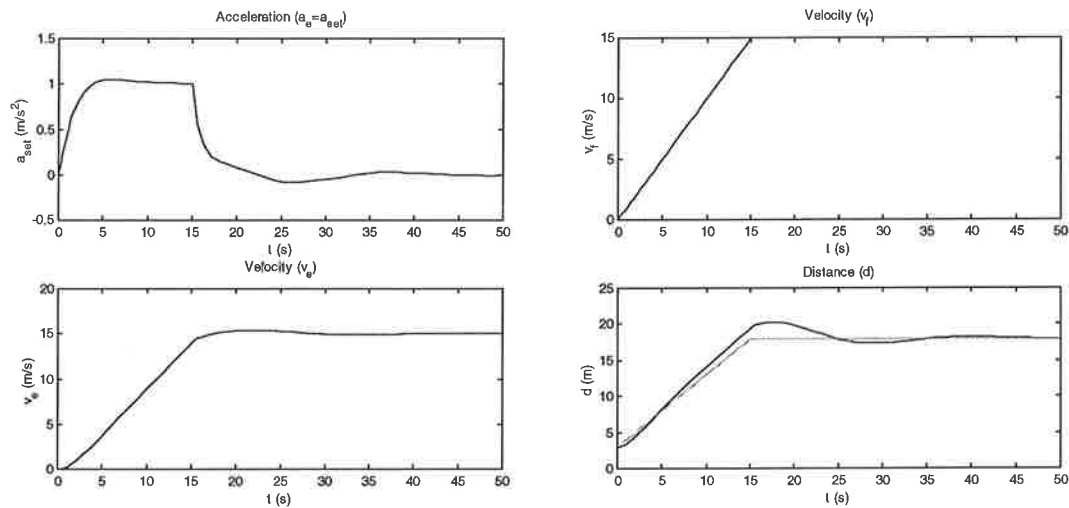 Acceleration (a_e=a_set)
1.5
1
0.5
0
-0.5
a_set (m/s²)
0 5 10 15 20 25 30 35 40 45 50
t (s)
Velocity (v_f)
15
10
5
0
v_f (m/s)
0 5 10 15 20 25 30 35 40 45 50
t (s)
Velocity (v_e)
20
15
10
5
0
v_e (m/s)
0 5 10 15 20 25 30 35 40 45 50
t (s)
Distance (d)
25
20
15
10
5
0
d (m)
0 5 10 15 20 25 30 35 40 45 50
t (s)